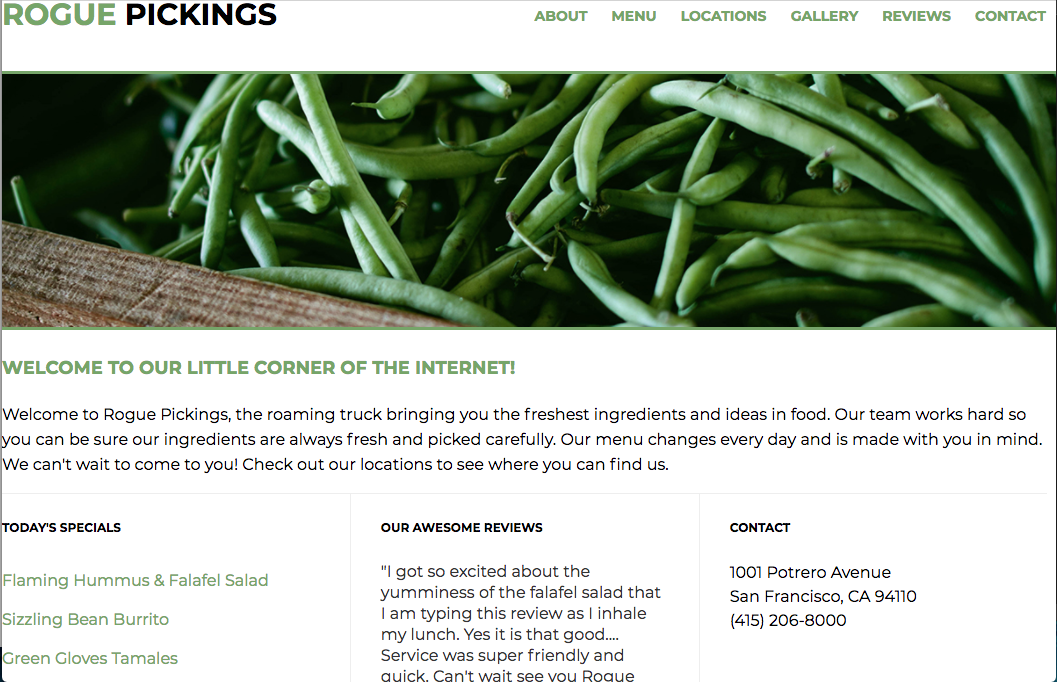 ROGUE PICKINGS
ABOUT MENU LOCATIONS GALLERY REVIEWS CONTACT
WELCOME TO OUR LITTLE CORNER OF THE INTERNET!
Welcome to Rogue Pickings, the roaming truck bringing you the freshest ingredients and ideas in food. Our team works hard so
you can be sure our ingredients are always fresh and picked carefully. Our menu changes every day and is made with you in mind.
We can't wait to come to you! Check out our locations to see where you can find us.
TODAY'S SPECIALS
Flaming Hummus & Falafel Salad
Sizzling Bean Burrito
Green Gloves Tamales
OUR AWESOME REVIEWS
"I got so excited about the
yumminess of the falafel salad that
I am typing this review as I inhale
my lunch. Yes it is that good....
Service was super friendly and
quick. Can't wait see you Rogue
CONTACT
1001 Potrero Avenue
San Francisco, CA 94110
(415) 206-8000